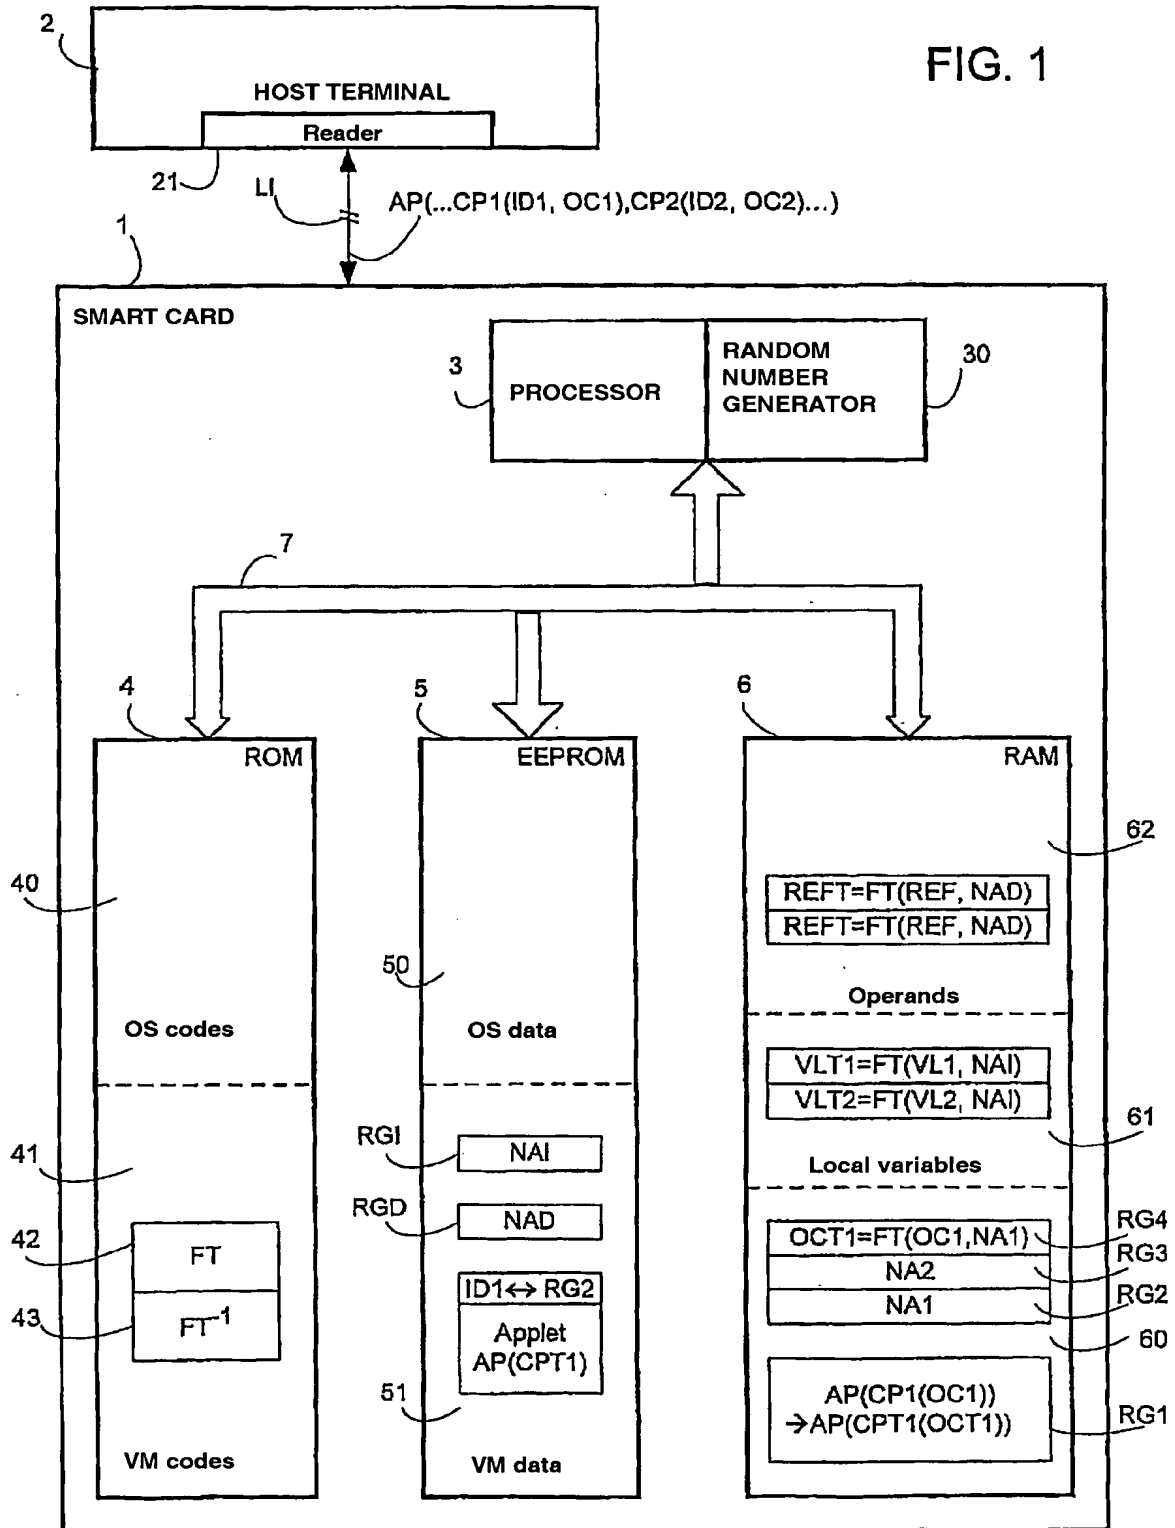 FIG. 1
2
HOST TERMINAL
Reader
21
LI
AP(...CP1(ID1, OC1),CP2(ID2, OC2)...)
1
SMART CARD
3
PROCESSOR
RANDOM
NUMBER
GENERATOR
30
7
4
ROM
5
EEPROM
6
RAM
62
40
REFT=FT(REF, NAD)
REFT=FT(REF, NAD)
50
Operands
OS codes
OS data
VLT1=FT(VL1, NAI)
VLT2=FT(VL2, NAI)
61
41
RGI
NAI
Local variables
RGD
NAD
42
FT
43
FT-1
ID1↔RG2
Applet
AP(CPT1)
51
OCT1=FT(OC1,NA1)
RG4
NA2
RG3
NA1
RG2
60
AP(CP1(OC1))
→AP(CPT1(OCT1))
RG1
VM codes
VM data